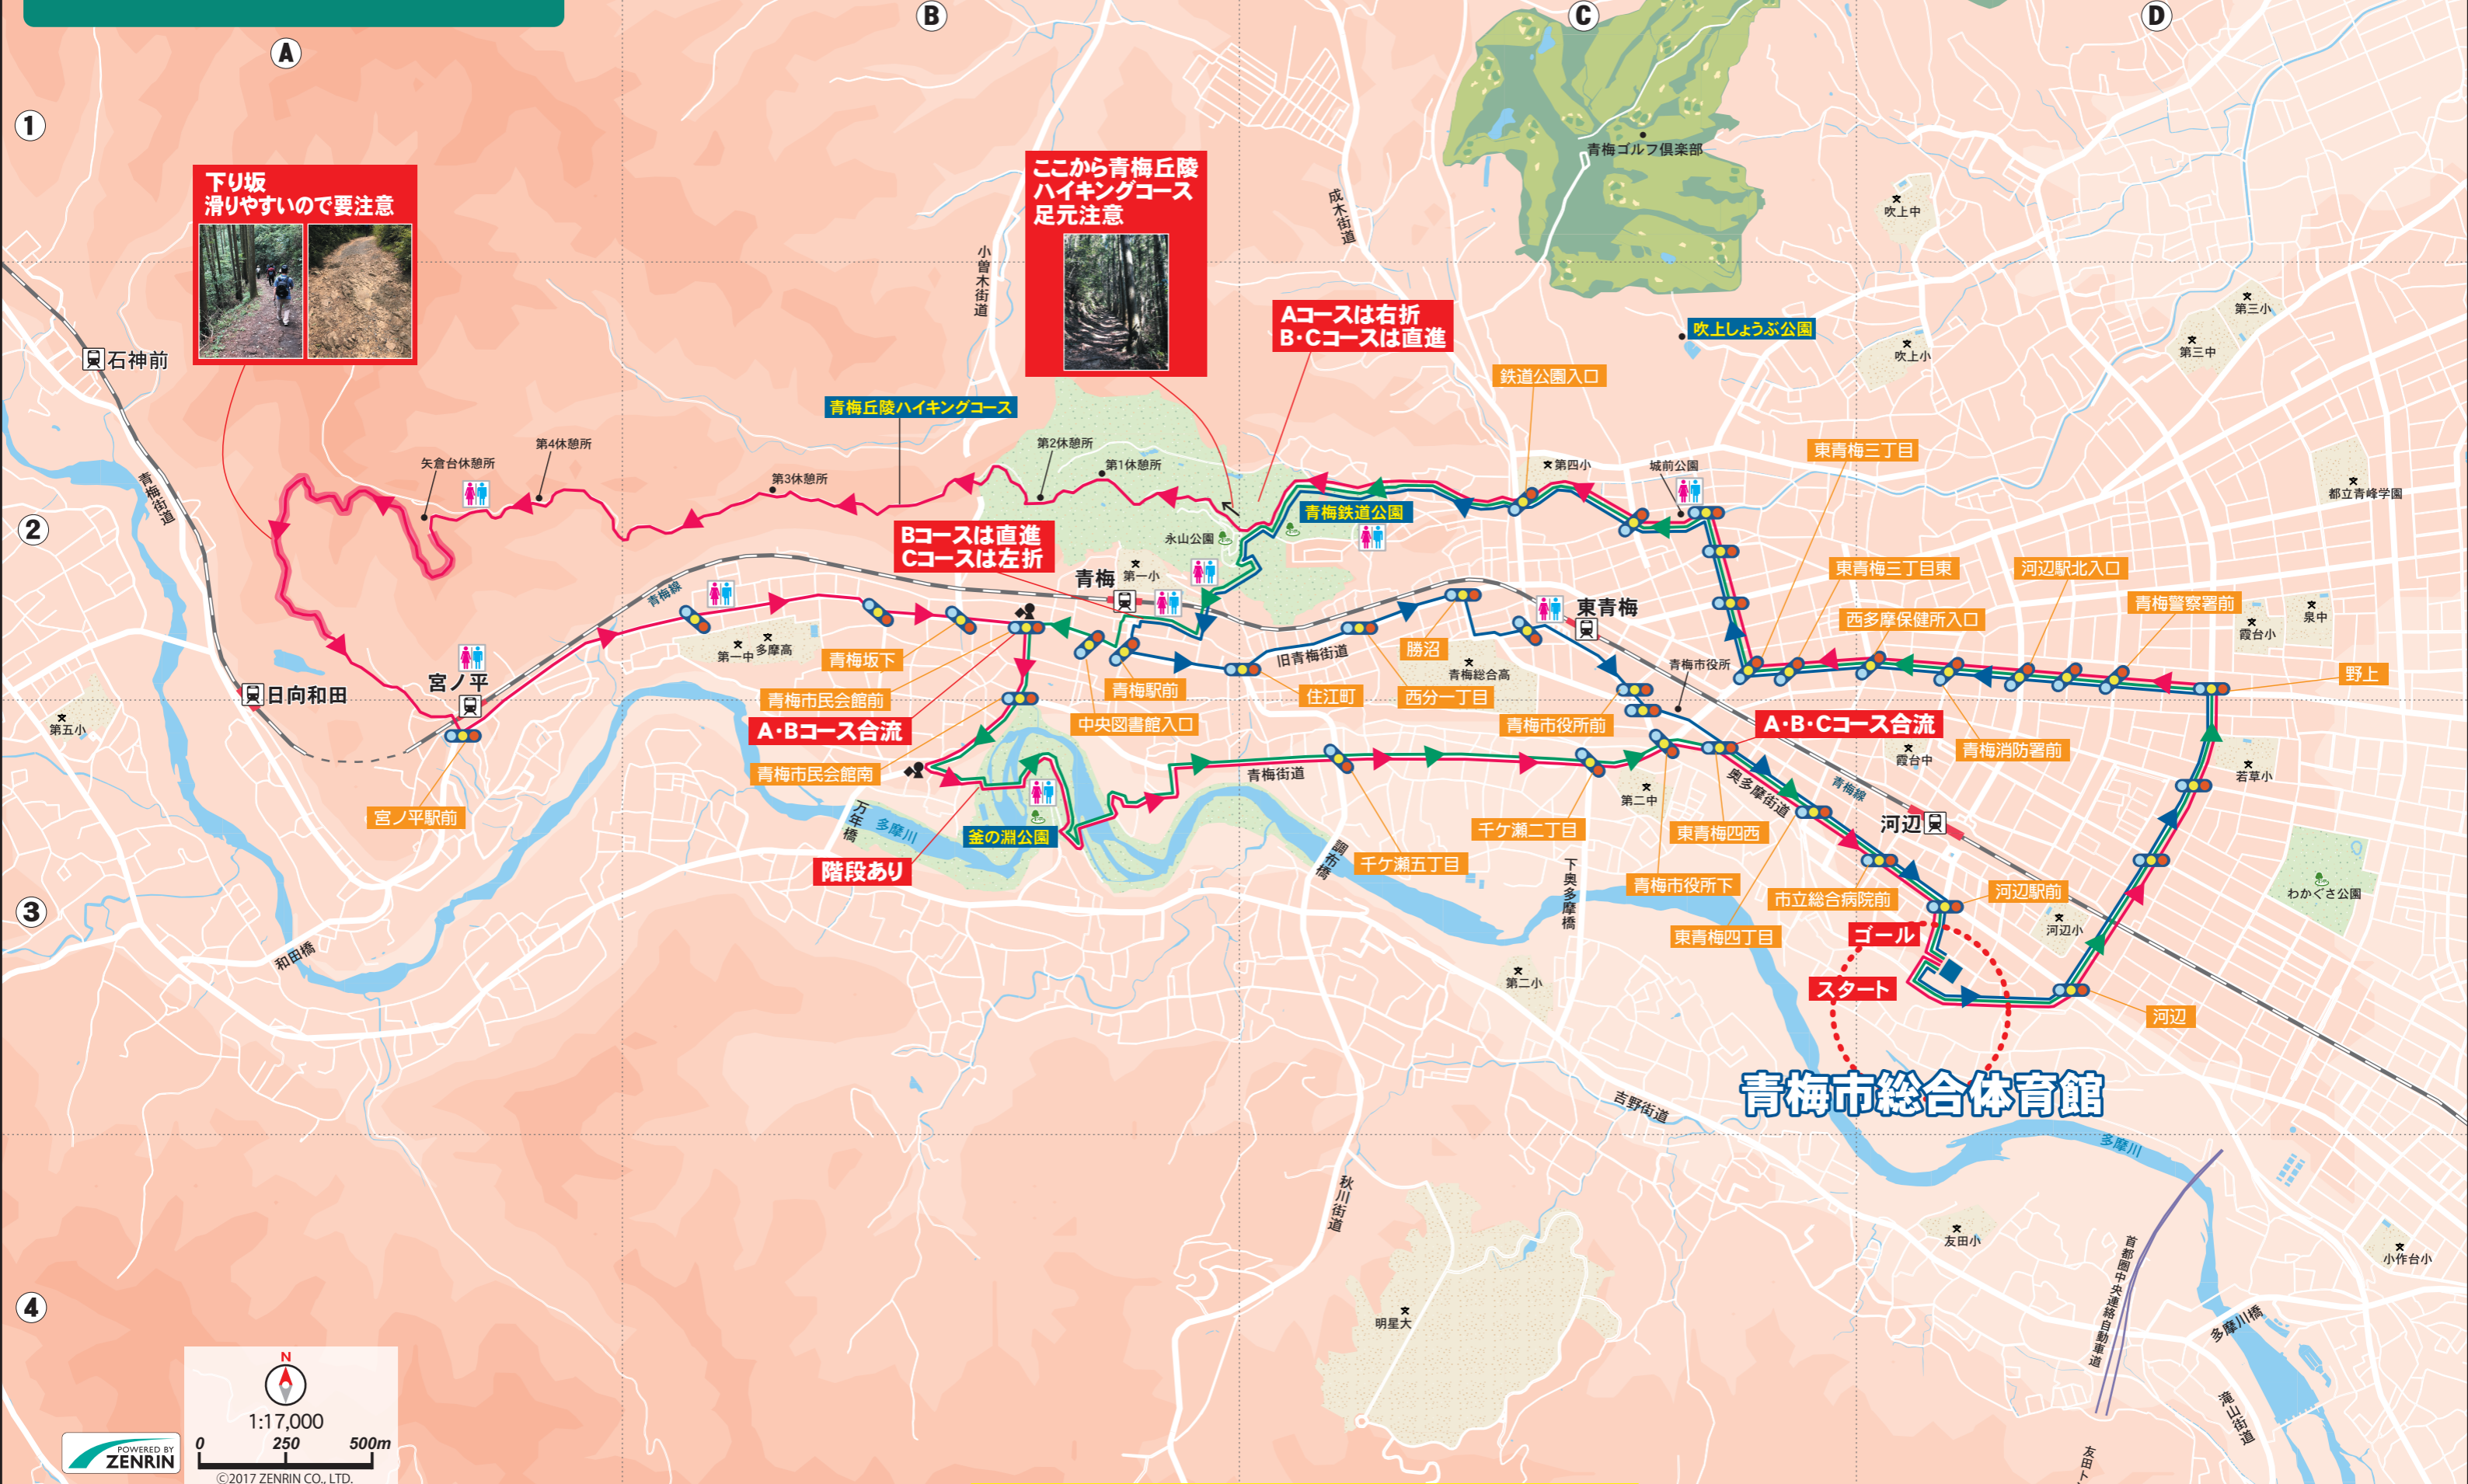 A
B
C
D
1
2
3
4
下り坂
滑りやすいので要注意
ここから青梅丘陵
ハイキングコース
足元注意
Aコースは右折
B・Cコースは直進
Bコースは直進
Cコースは左折
小曽木街道
成木街道
青梅ゴルフ倶楽部
吹上中
吹上しょうぶ公園
吹上小
第三小
第三中
石神前
青梅街道
青梅丘陵ハイキングコース
鉄道公園入口
矢倉台休憩所
第4休憩所
第3休憩所
第2休憩所
第1休憩所
第四小
城前公園
東青梅三丁目
都立青峰学園
青梅鉄道公園
永山公園
青梅
第一小
青梅線
東青梅
東青梅三丁目東
河辺駅北入口
西多摩保健所入口
青梅警察署前
泉中
霞台小
野上
第一中
多摩高
青梅坂下
青梅市民会館前
A・Bコース合流
青梅市民会館南
青梅駅前
中央図書館入口
旧青梅街道
住江町
勝沼
西分一丁目
青梅総合高
青梅市役所
青梅市役所前
A・B・Cコース合流
青梅消防署前
霞台中
若草小
日向和田
宮ノ平
第五小
宮ノ平駅前
万年橋
多摩川
釜の淵公園
階段あり
青梅街道
調布橋
千ケ瀬五丁目
千ケ瀬二丁目
第二中
奥多摩街道
青梅線
河辺
東青梅四西
青梅市役所下
東青梅四丁目
市立総合病院前
河辺駅前
わかぐさ公園
河辺小
下奥多摩橋
和田橋
第二小
ゴール
スタート
河辺
青梅市総合体育館
吉野街道
多摩川
秋川街道
友田小
首都圏中央連絡自動車道
小作台小
明星大
多摩川橋
滝山街道
友田ト
N
1:17,000
0 250 500m
POWERED BY
ZENRIN
©2017 ZENRIN CO., LTD.